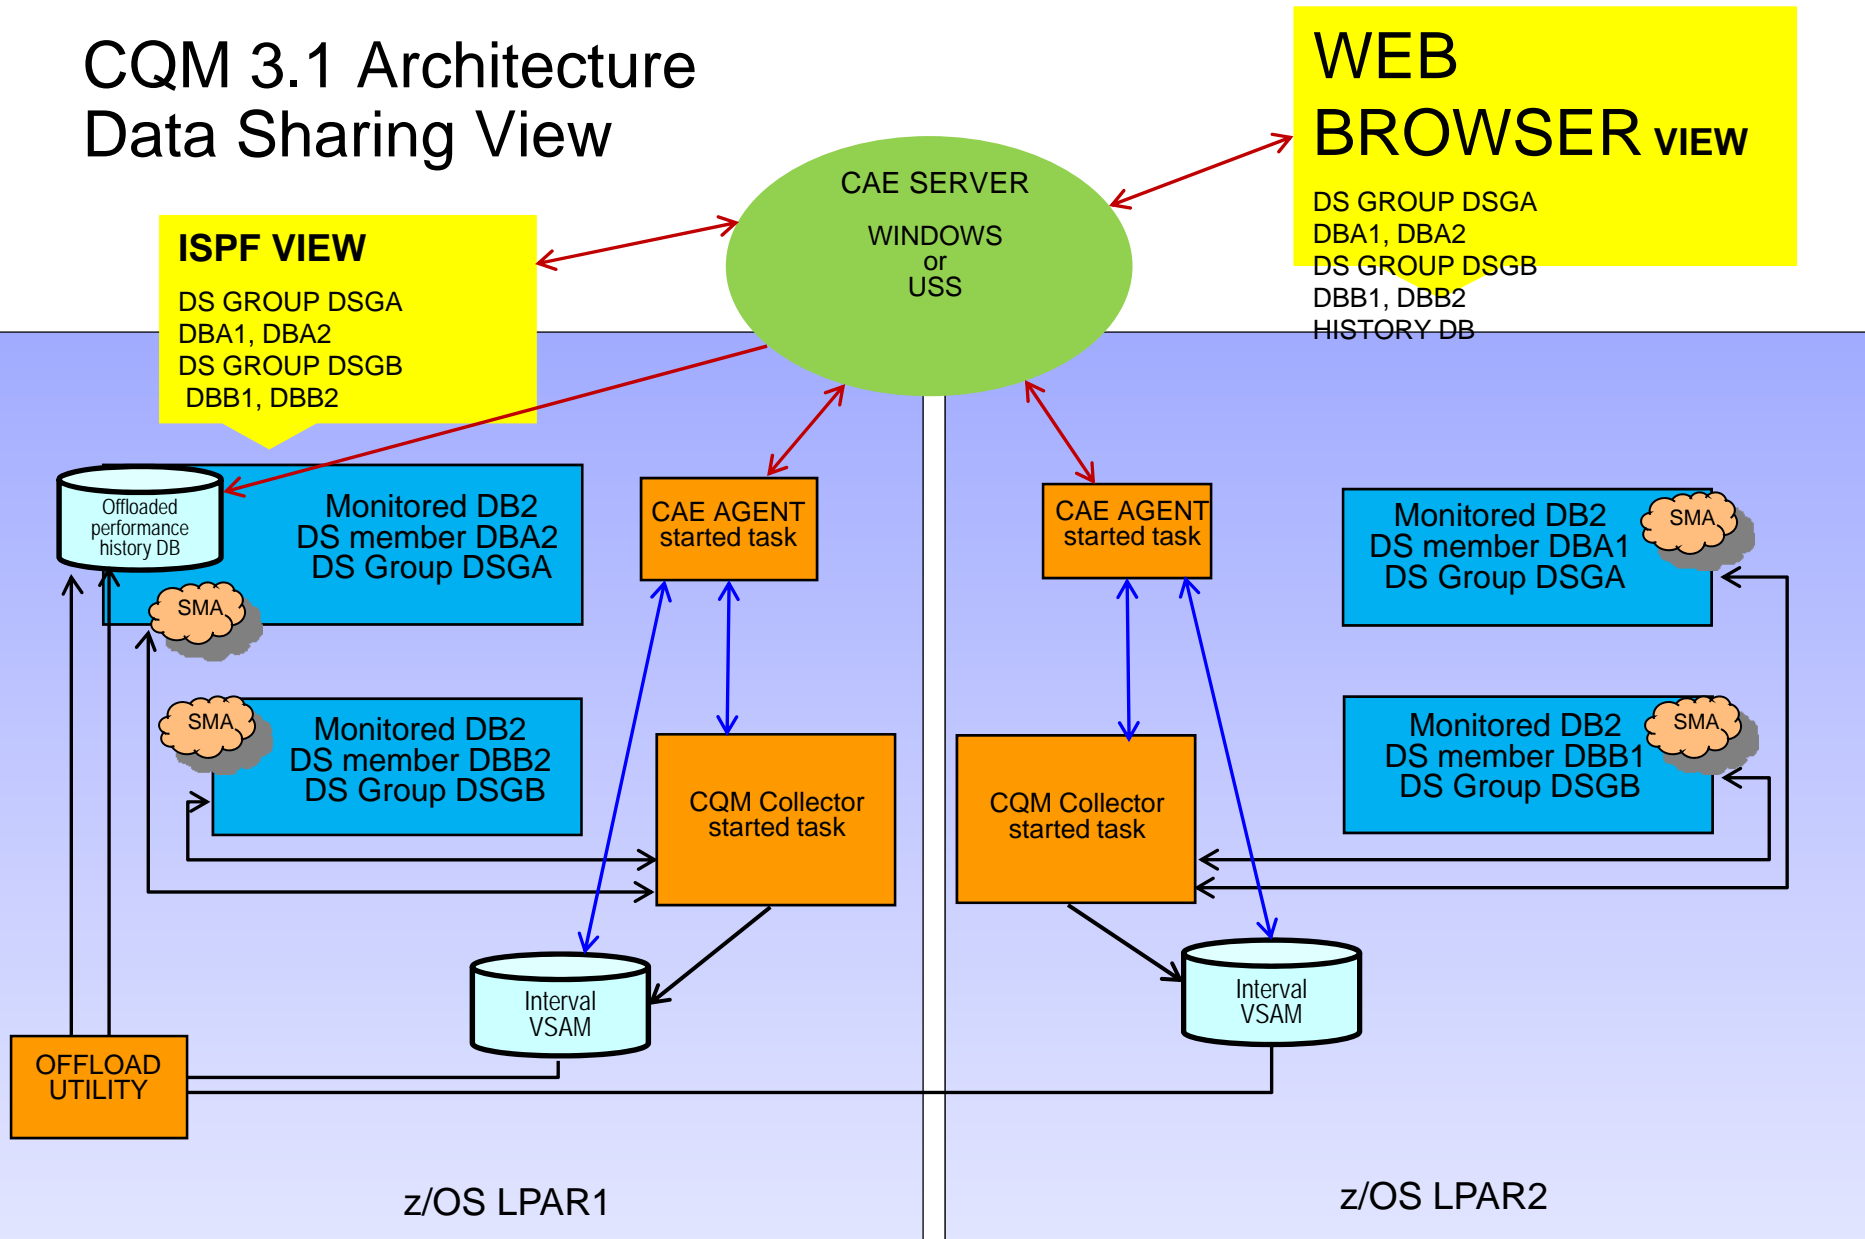 CQM 3.1 Architecture
Data Sharing View
WEB
BROWSER VIEW
DS GROUP DSGA
DBA1, DBA2
DS GROUP DSGB
DBB1, DBB2
HISTORY DB
CAE SERVER
WINDOWS
or
USS
ISPF VIEW
DS GROUP DSGA
DBA1, DBA2
DS GROUP DSGB
DBB1, DBB2
Offloaded
performance
history DB
Monitored DB2
DS member DBA2
DS Group DSGA
SMA
CAE AGENT
started task
CAE AGENT
started task
Monitored DB2
DS member DBA1
DS Group DSGA
SMA
SMA
Monitored DB2
DS member DBB2
DS Group DSGB
CQM Collector
started task
CQM Collector
started task
Monitored DB2
DS member DBB1
DS Group DSGB
SMA
Interval
VSAM
Interval
VSAM
OFFLOAD
UTILITY
z/OS LPAR1
z/OS LPAR2